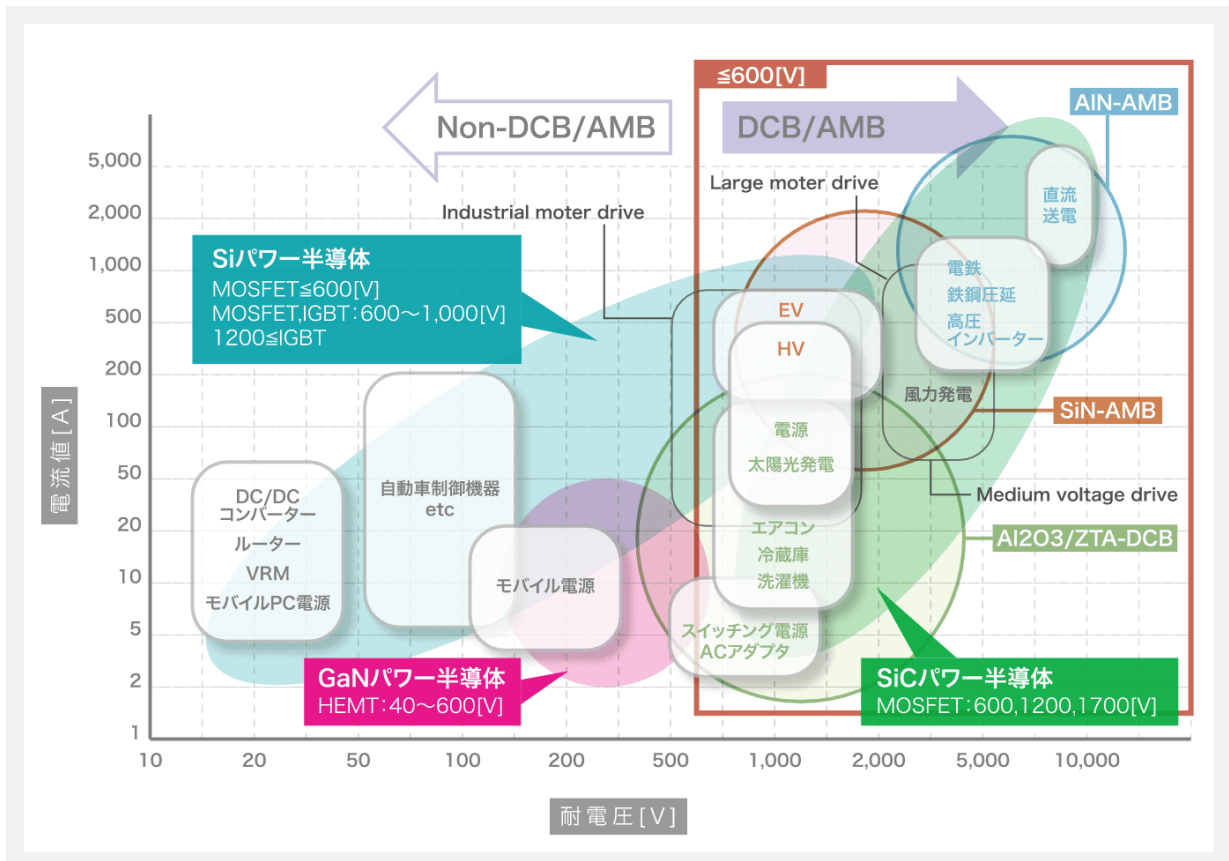 ≦600[V]
AlN-AMB
Non-DCB/AMB
DCB/AMB
Large moter drive
Industrial moter drive
Siパワー半導体
MOSFET≦600[V]
MOSFET,IGBT:600〜1,000[V]
1200≦IGBT
直流
送電
電鉄
鉄鋼圧延
高圧
インバーター
EV
HV
風力発電
SiN-AMB
電源
太陽光発電
Medium voltage drive
自動車制御機器
etc
DC/DC
コンバーター
ルーター
VRM
モバイルPC電源
モバイル電源
エアコン
冷蔵庫
洗濯機
Al2O3/ZTA-DCB
スイッチング電源
ACアダプタ
GaNパワー半導体
HEMT:40〜600[V]
SiCパワー半導体
MOSFET:600,1200,1700[V]
電流値[A]
5,000
2,000
1,000
500
200
100
50
20
10
5
2
1
10
20
50
100
200
500
1,000
2,000
5,000
10,000
耐電圧[V]